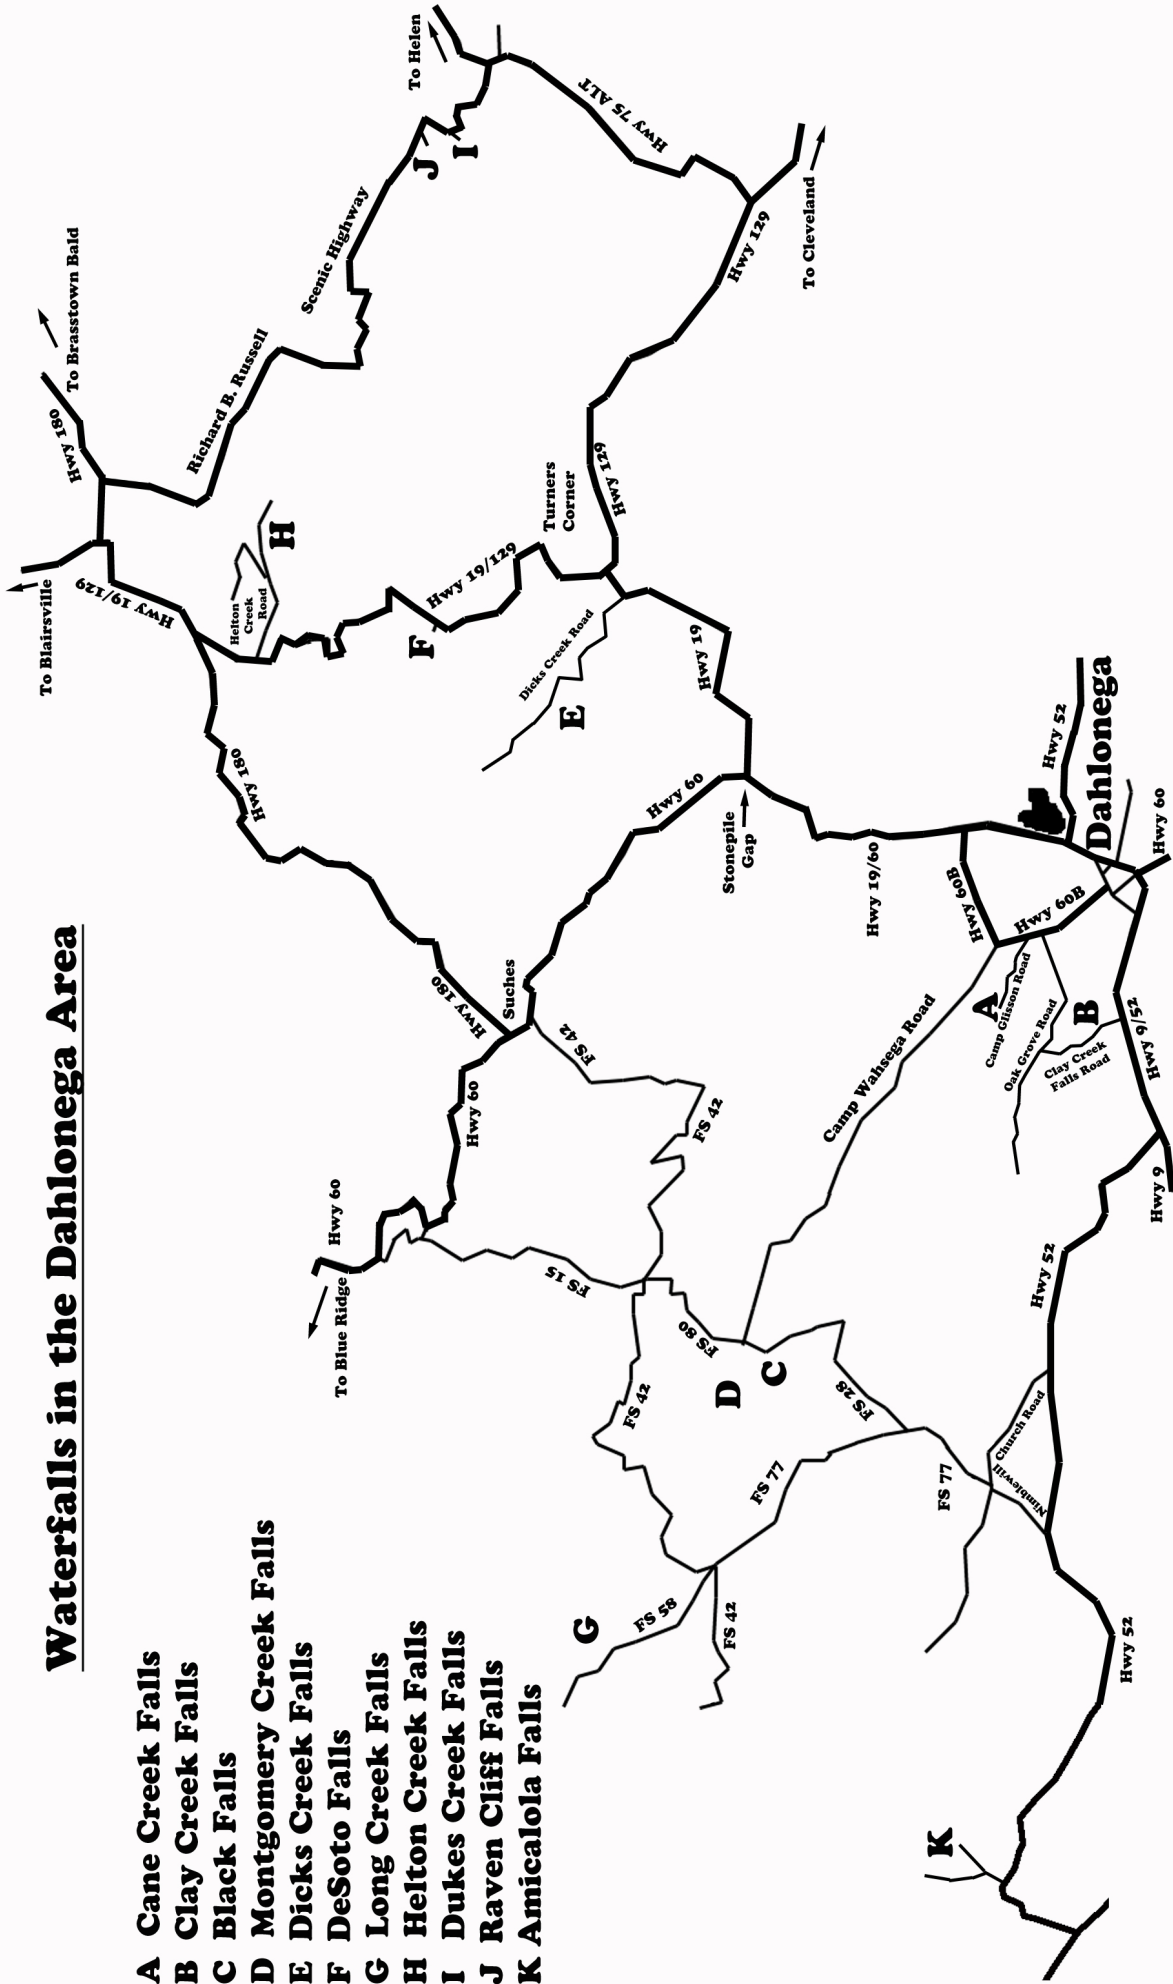 Waterfalls in the Dahlonega Area
A Cane Creek Falls
B Clay Creek Falls
C Black Falls
D Montgomery Creek Falls
E Dicks Creek Falls
F DeSoto Falls
G Long Creek Falls
H Helton Creek Falls
I Dukes Creek Falls
J Raven Cliff Falls
K Amicalola Falls
To Blairsville
Hwy 19/129
Hwy 180
To Brasstown Bald
Richard B. Russell
Scenic Highway
To Helen
J
I
Hwy 75 ALT
Hwy 129
To Cleveland
Helton
Creek
Road
H
Hwy 180
F
Hwy 19/129
Turners
Corner
Hwy 129
Dicks Creek Road
E
Hwy 19
Hwy 60
Stonepile
Gap
Hwy 180
Suches
Hwy 60
Hwy 60
To Blue Ridge
FS 42
FS 42
FS 15
FS 80
D
C
FS 42
FS 28
FS 77
G
FS 58
FS 42
FS 77
Camp Wahsega Road
Hwy 19/60
Hwy 60B
Hwy 60B
Hwy 52
Dahlonega
Hwy 60
A
Camp Glisson Road
Oak Grove Road
B
Clay Creek
Falls Road
Hwy 9/52
Hwy 9
Hwy 52
Church Road
Nimblewill
Hwy 52
K